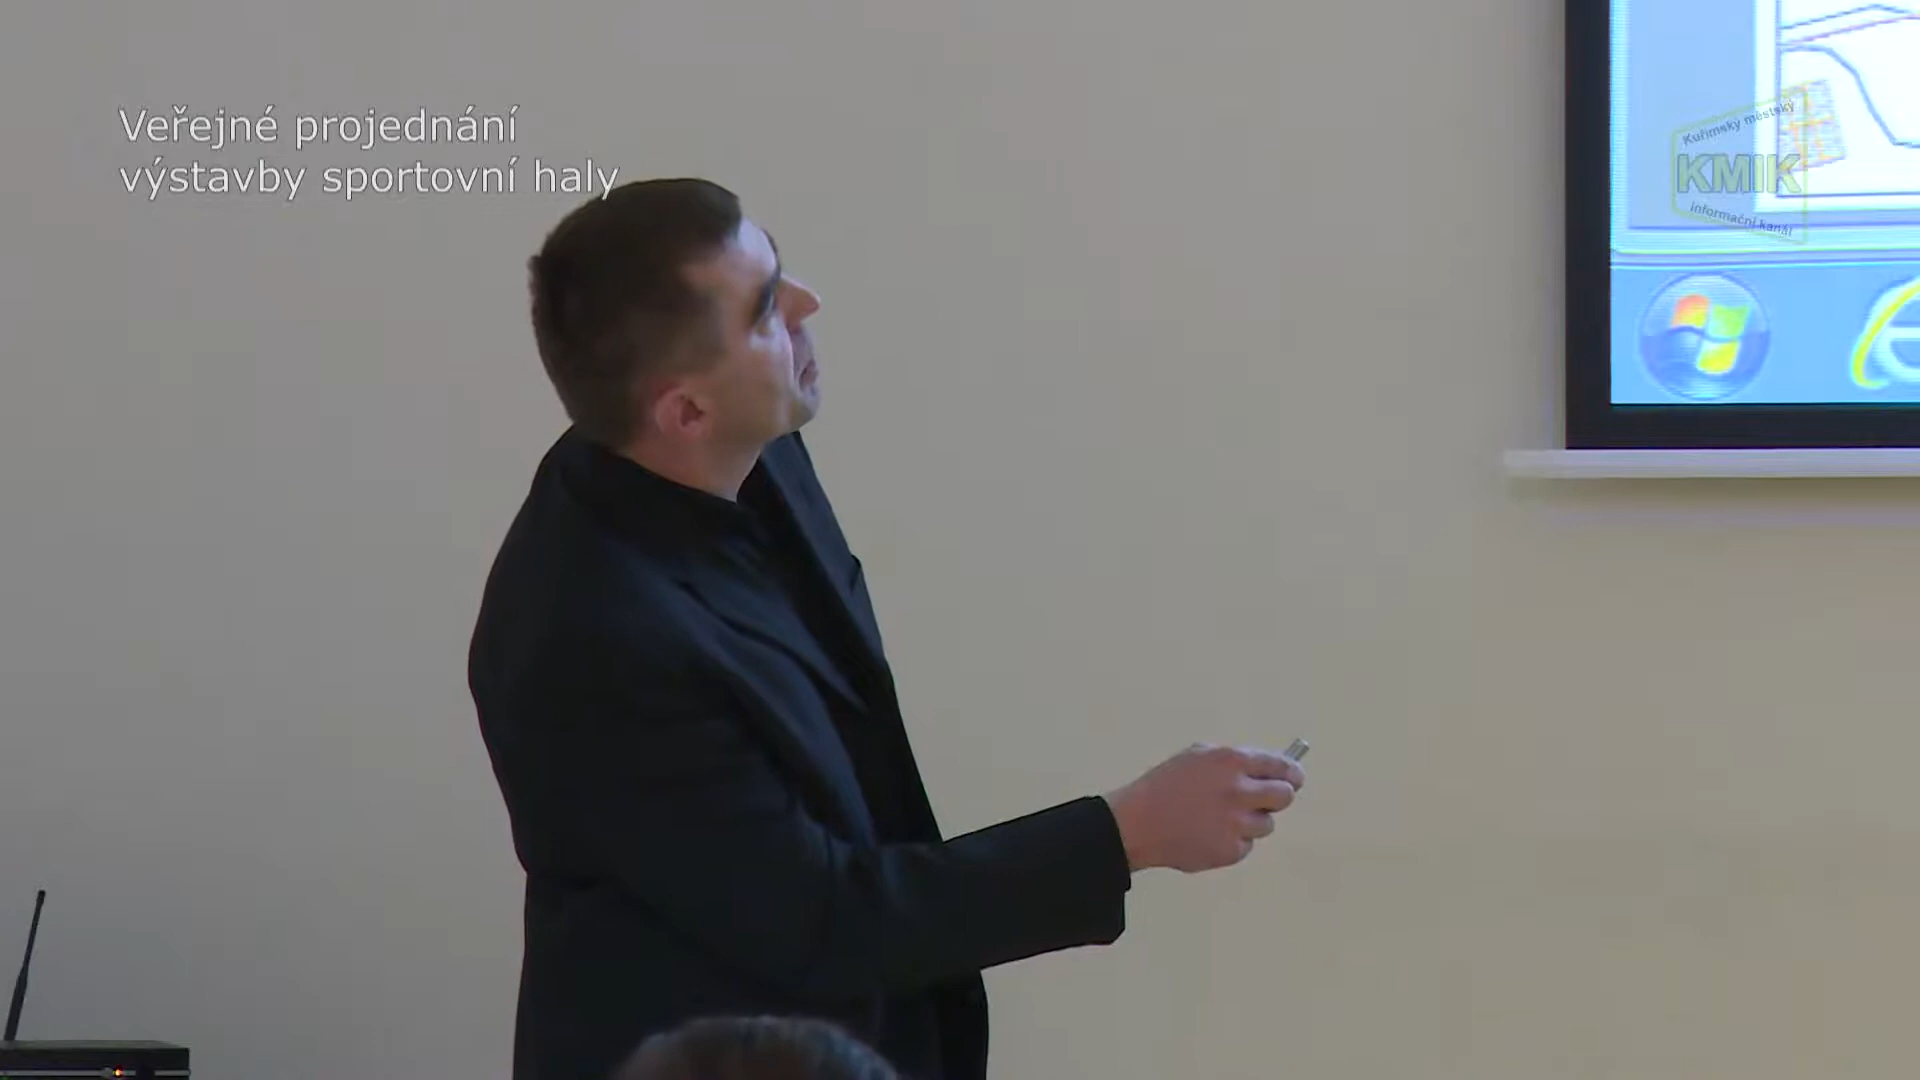 Veřejné projednání
výstavby sportovní haly
Kuřimský městský
KMIK
informační kanál